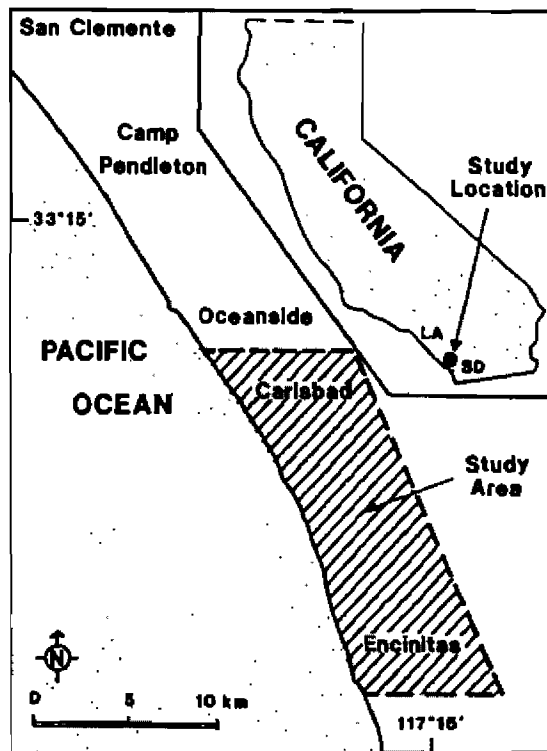 San Clemente
Camp
Pendleton
CALIFORNIA
Study
Location
33°15'
Oceanside
LA
SD
PACIFIC
OCEAN
Carlsbad
Study
Area
Encinitas
N
0 5 10 km
117°15'